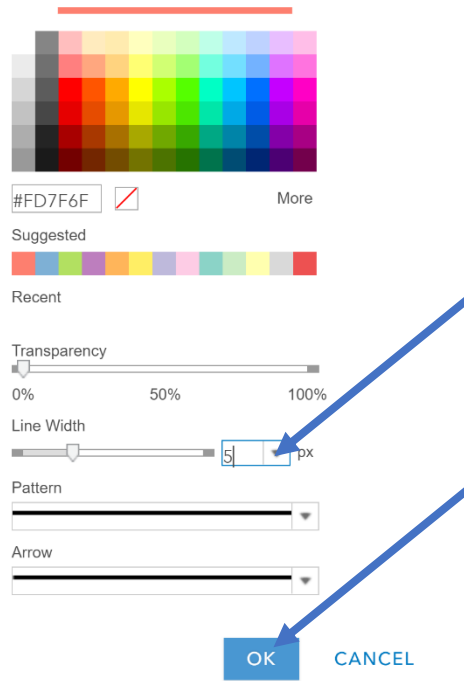 #FD7F6F More
Suggested
Recent
Transparency
0% 50% 100%
Line Width
5 px
Pattern
Arrow
OK CANCEL